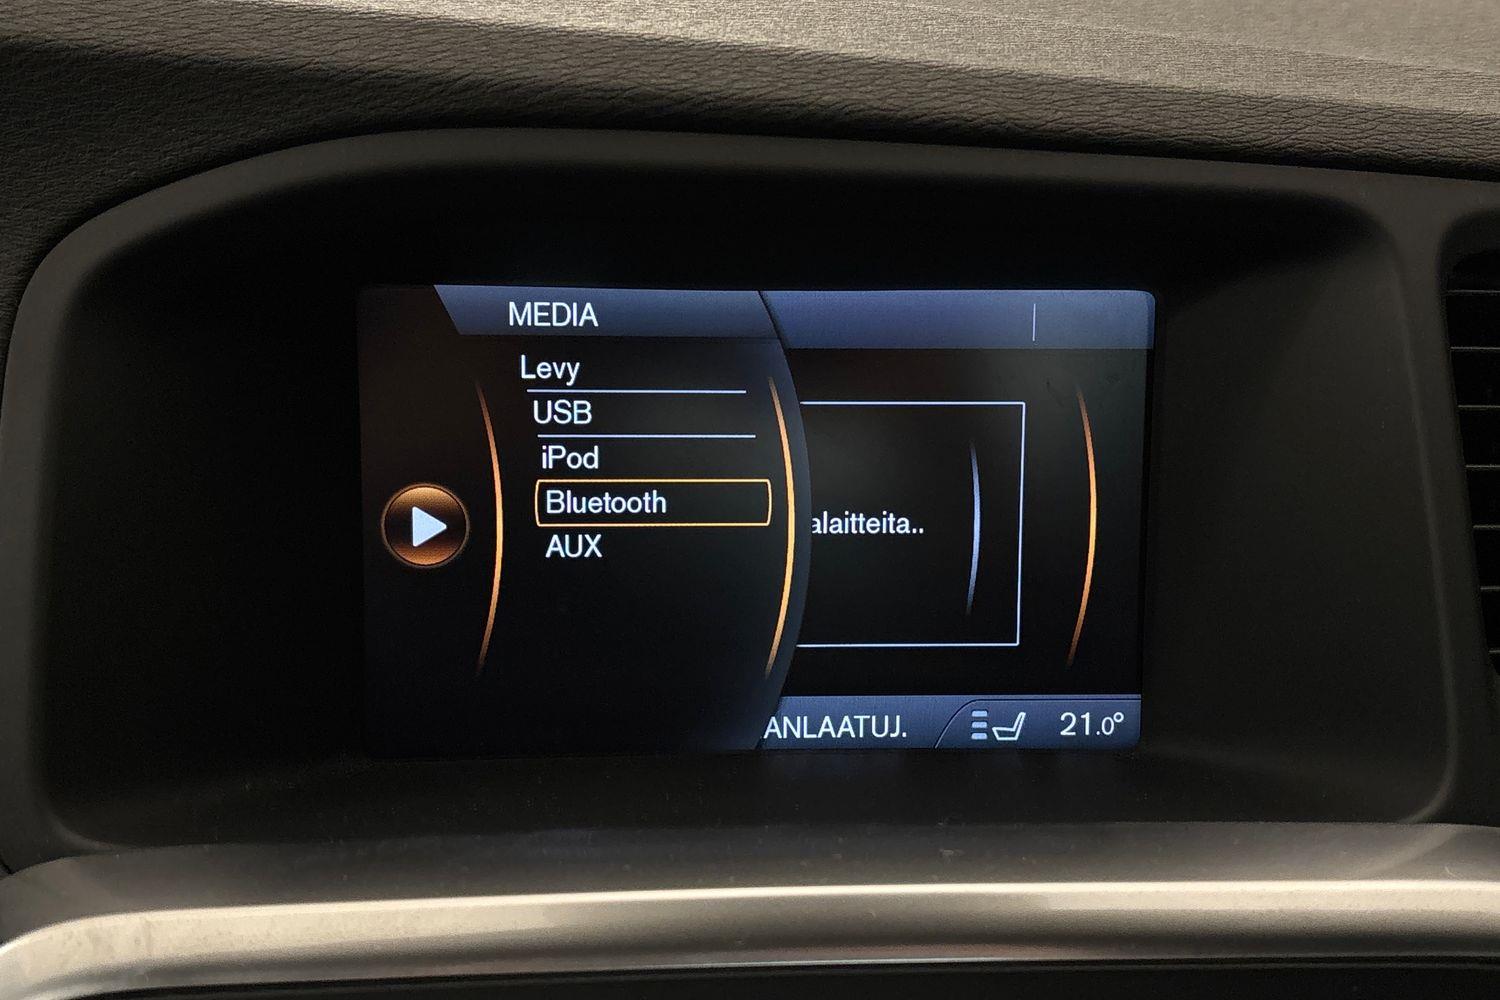 MEDIA
Levy
USB
iPod
Bluetooth
AUX
alaitteita..
ANLAATUJ.
21.0°